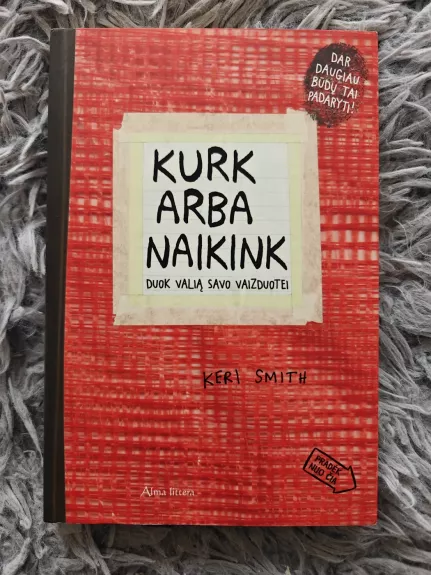 DAR
DAUGIAU
BŪDŲ TAI
PADARYTI!
KURK
ARBA
NAIKINK
DUOK VALIĄ SAVO VAIZDUOTEI
KERI SMITH
PRADĖK
NUO ČIA
Alma littera